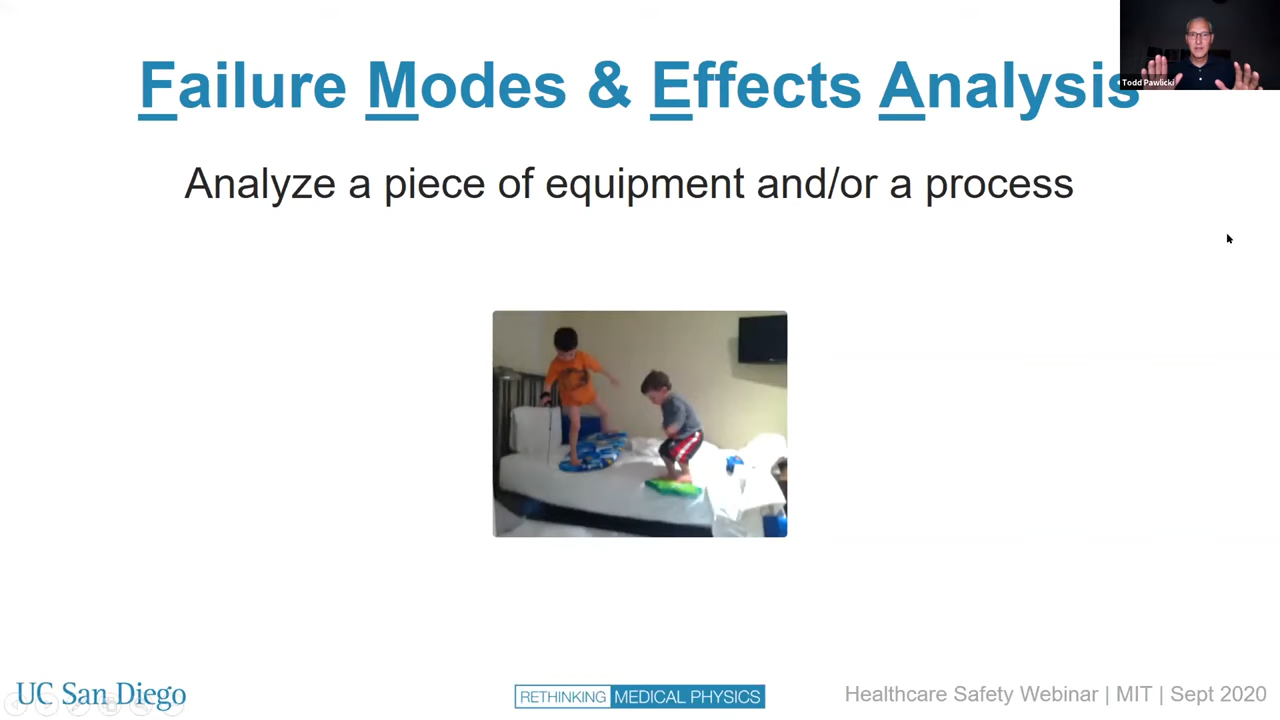 Failure Modes & Effects Analysis
Todd Pawlicki
Analyze a piece of equipment and/or a process
UC San Diego
RETHINKING MEDICAL PHYSICS
Healthcare Safety Webinar | MIT | Sept 2020